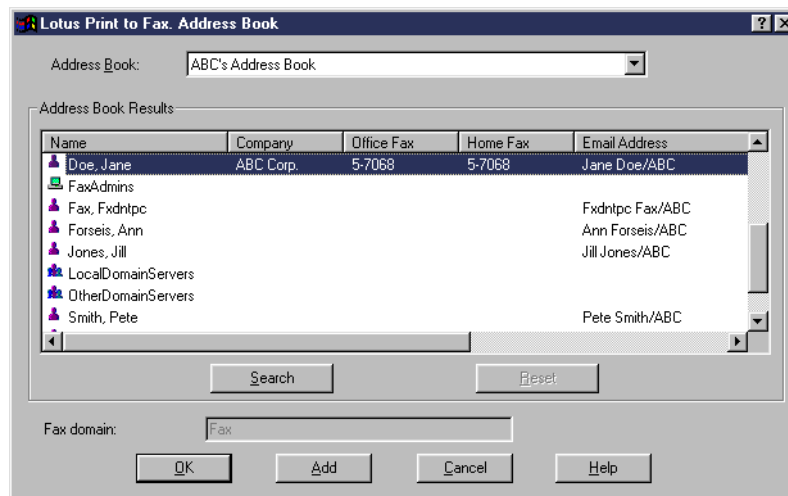 Lotus Print to Fax. Address Book
Address Book: ABC's Address Book
Address Book Results
Name Company Office Fax Home Fax Email Address
Doe, Jane ABC Corp. 5-7068 5-7068 Jane Doe/ABC
FaxAdmins
Fax, Fxdntpc Fxdntpc Fax/ABC
Forseis, Ann Ann Forseis/ABC
Jones, Jill Jill Jones/ABC
LocalDomainServers
OtherDomainServers
Smith, Pete Pete Smith/ABC
Search Reset
Fax domain: Fax
OK Add Cancel Help